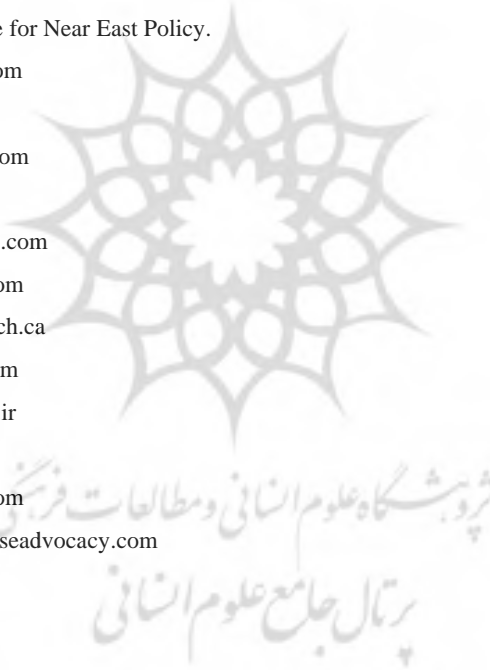 e for Near East Policy.
om
om
.com
om
ch.ca
m
ir
om
seadvocacy.com
پژوهشگاه علوم انسانی و مطالعات فرهنگی
پرتال جامع علوم انسانی